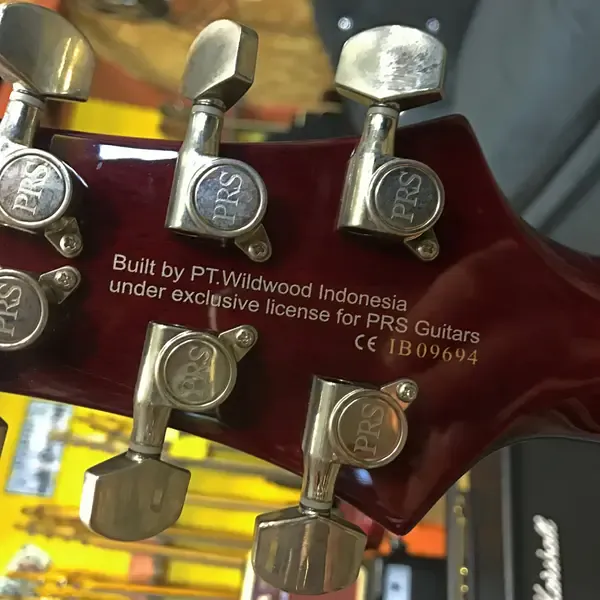 PRS
PRS
PRS
Built by PT.Wildwood Indonesia
under exclusive license for PRS Guitars
CE IB09694
PRS
PRS
PRS
Marshall